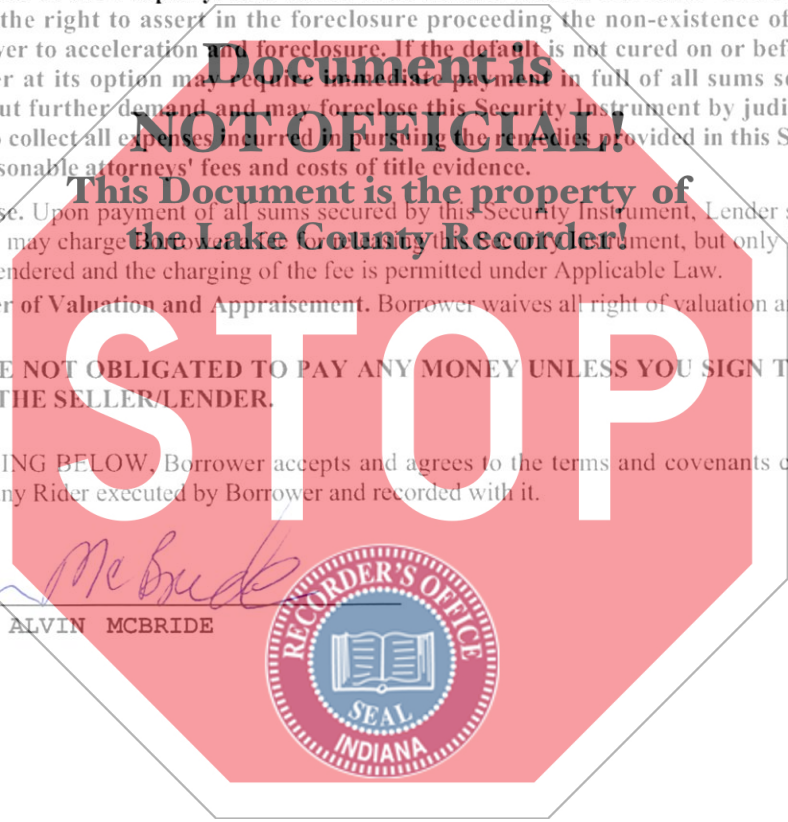 the right to assert in the foreclosure proceeding the non-existence of
ver to acceleration and foreclosure. If the default is not cured on or bef
er at its option may require immediate payment in full of all sums se
ut further demand and may foreclose this Security Instrument by judi
o collect all expenses incurred in pursuing the remedies provided in this S
sonable attorneys' fees and costs of title evidence.
Document is
NOT OFFICIAL!
This Document is the property of
the Lake County Recorder!
se. Upon payment of all sums secured by this Security Instrument, Lender s
may charge Borrower a fee for releasing this Security Instrument, but only
endered and the charging of the fee is permitted under Applicable Law.
er of Valuation and Appraisement. Borrower waives all right of valuation a
STOP
E NOT OBLIGATED TO PAY ANY MONEY UNLESS YOU SIGN T
THE SELLER/LENDER.
ING BELOW, Borrower accepts and agrees to the terms and covenants c
ny Rider executed by Borrower and recorded with it.
McBride
ALVIN MCBRIDE
RECORDER'S OFFICE
SEAL
INDIANA